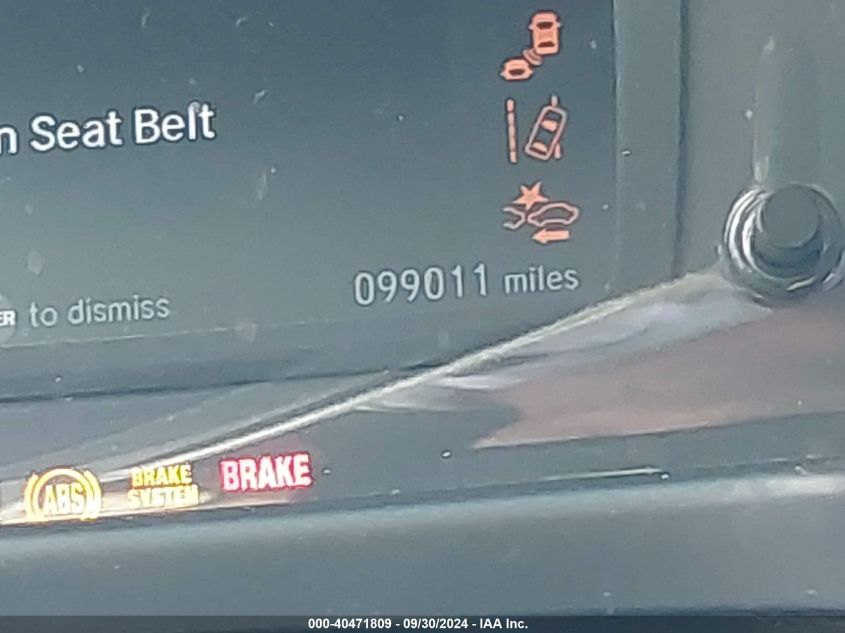 n Seat Belt
099011 miles
ER to dismiss
ABS
BRAKE
SYSTEM
BRAKE
000-40471809 - 09/30/2024 - IAA Inc.